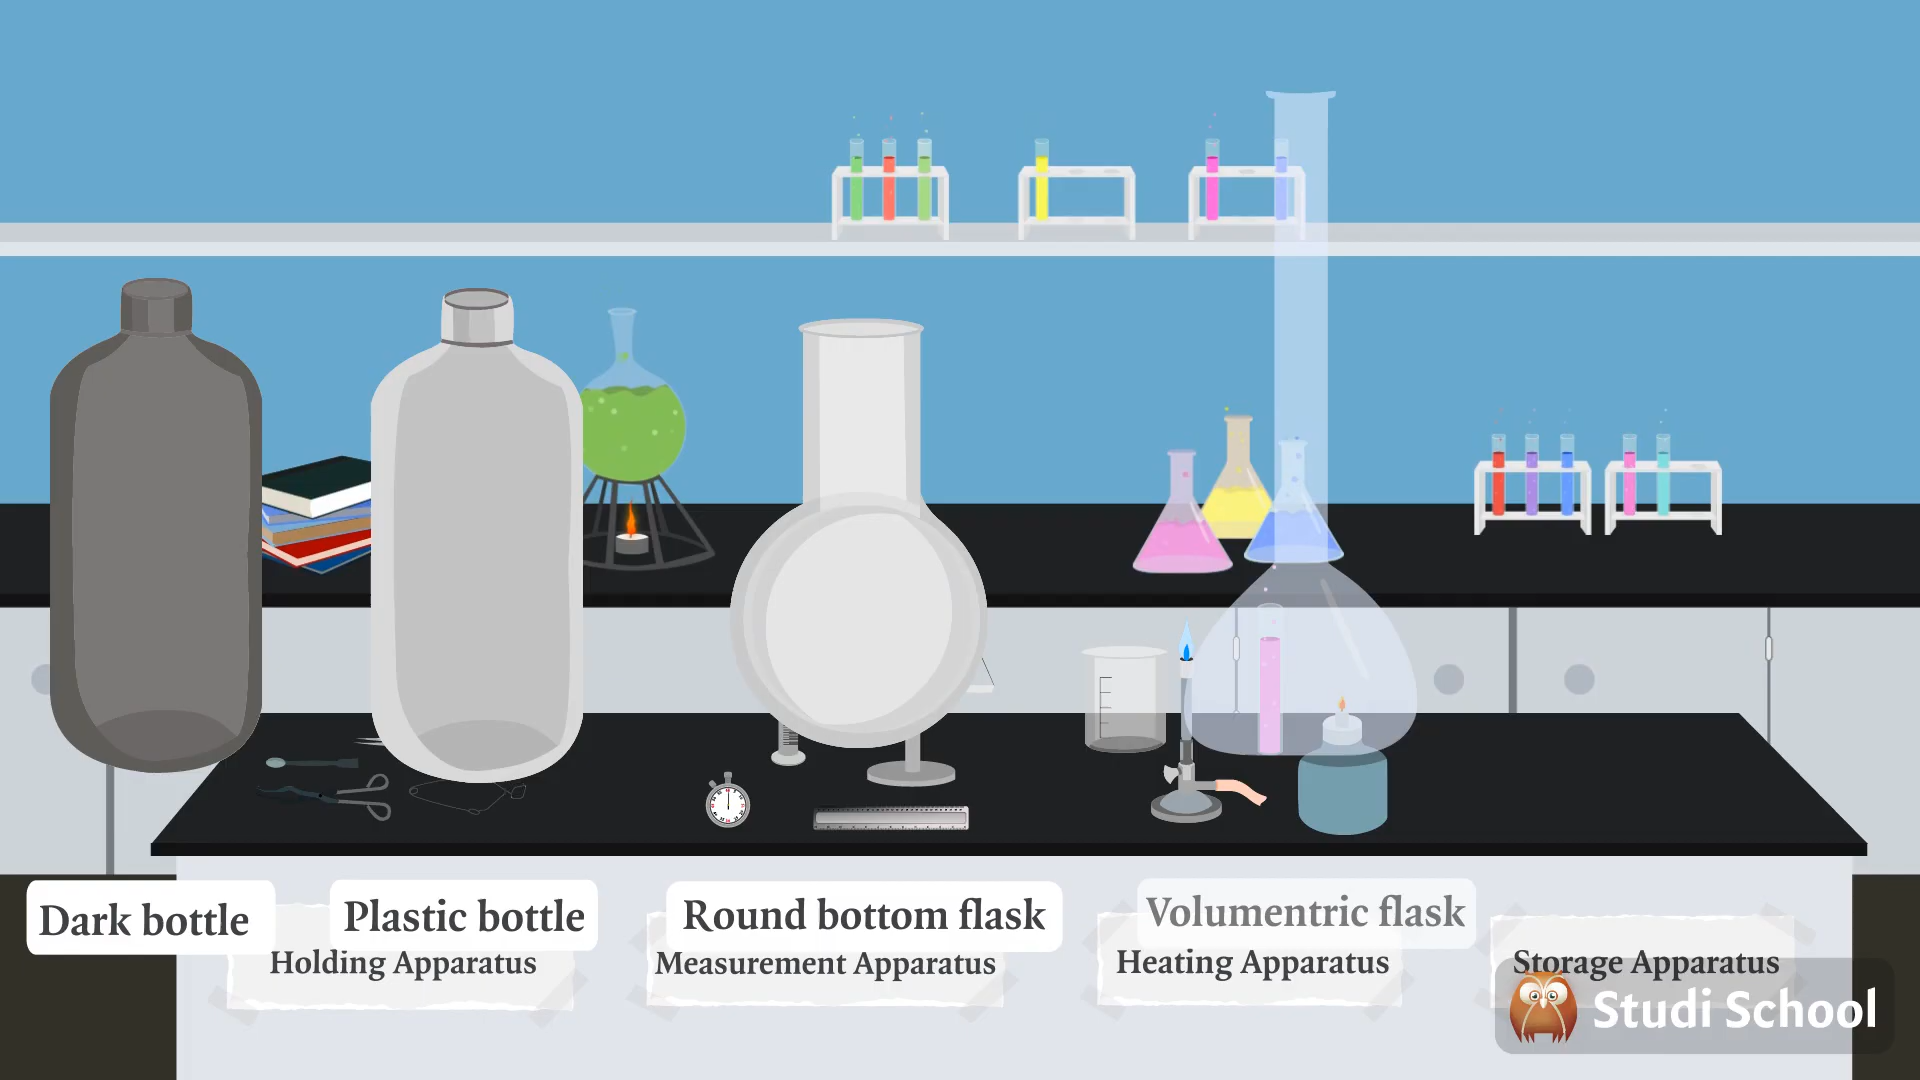 Dark bottle
Plastic bottle
Round bottom flask
Volumentric flask
Holding Apparatus
Measurement Apparatus
Heating Apparatus
Storage Apparatus
Studi School